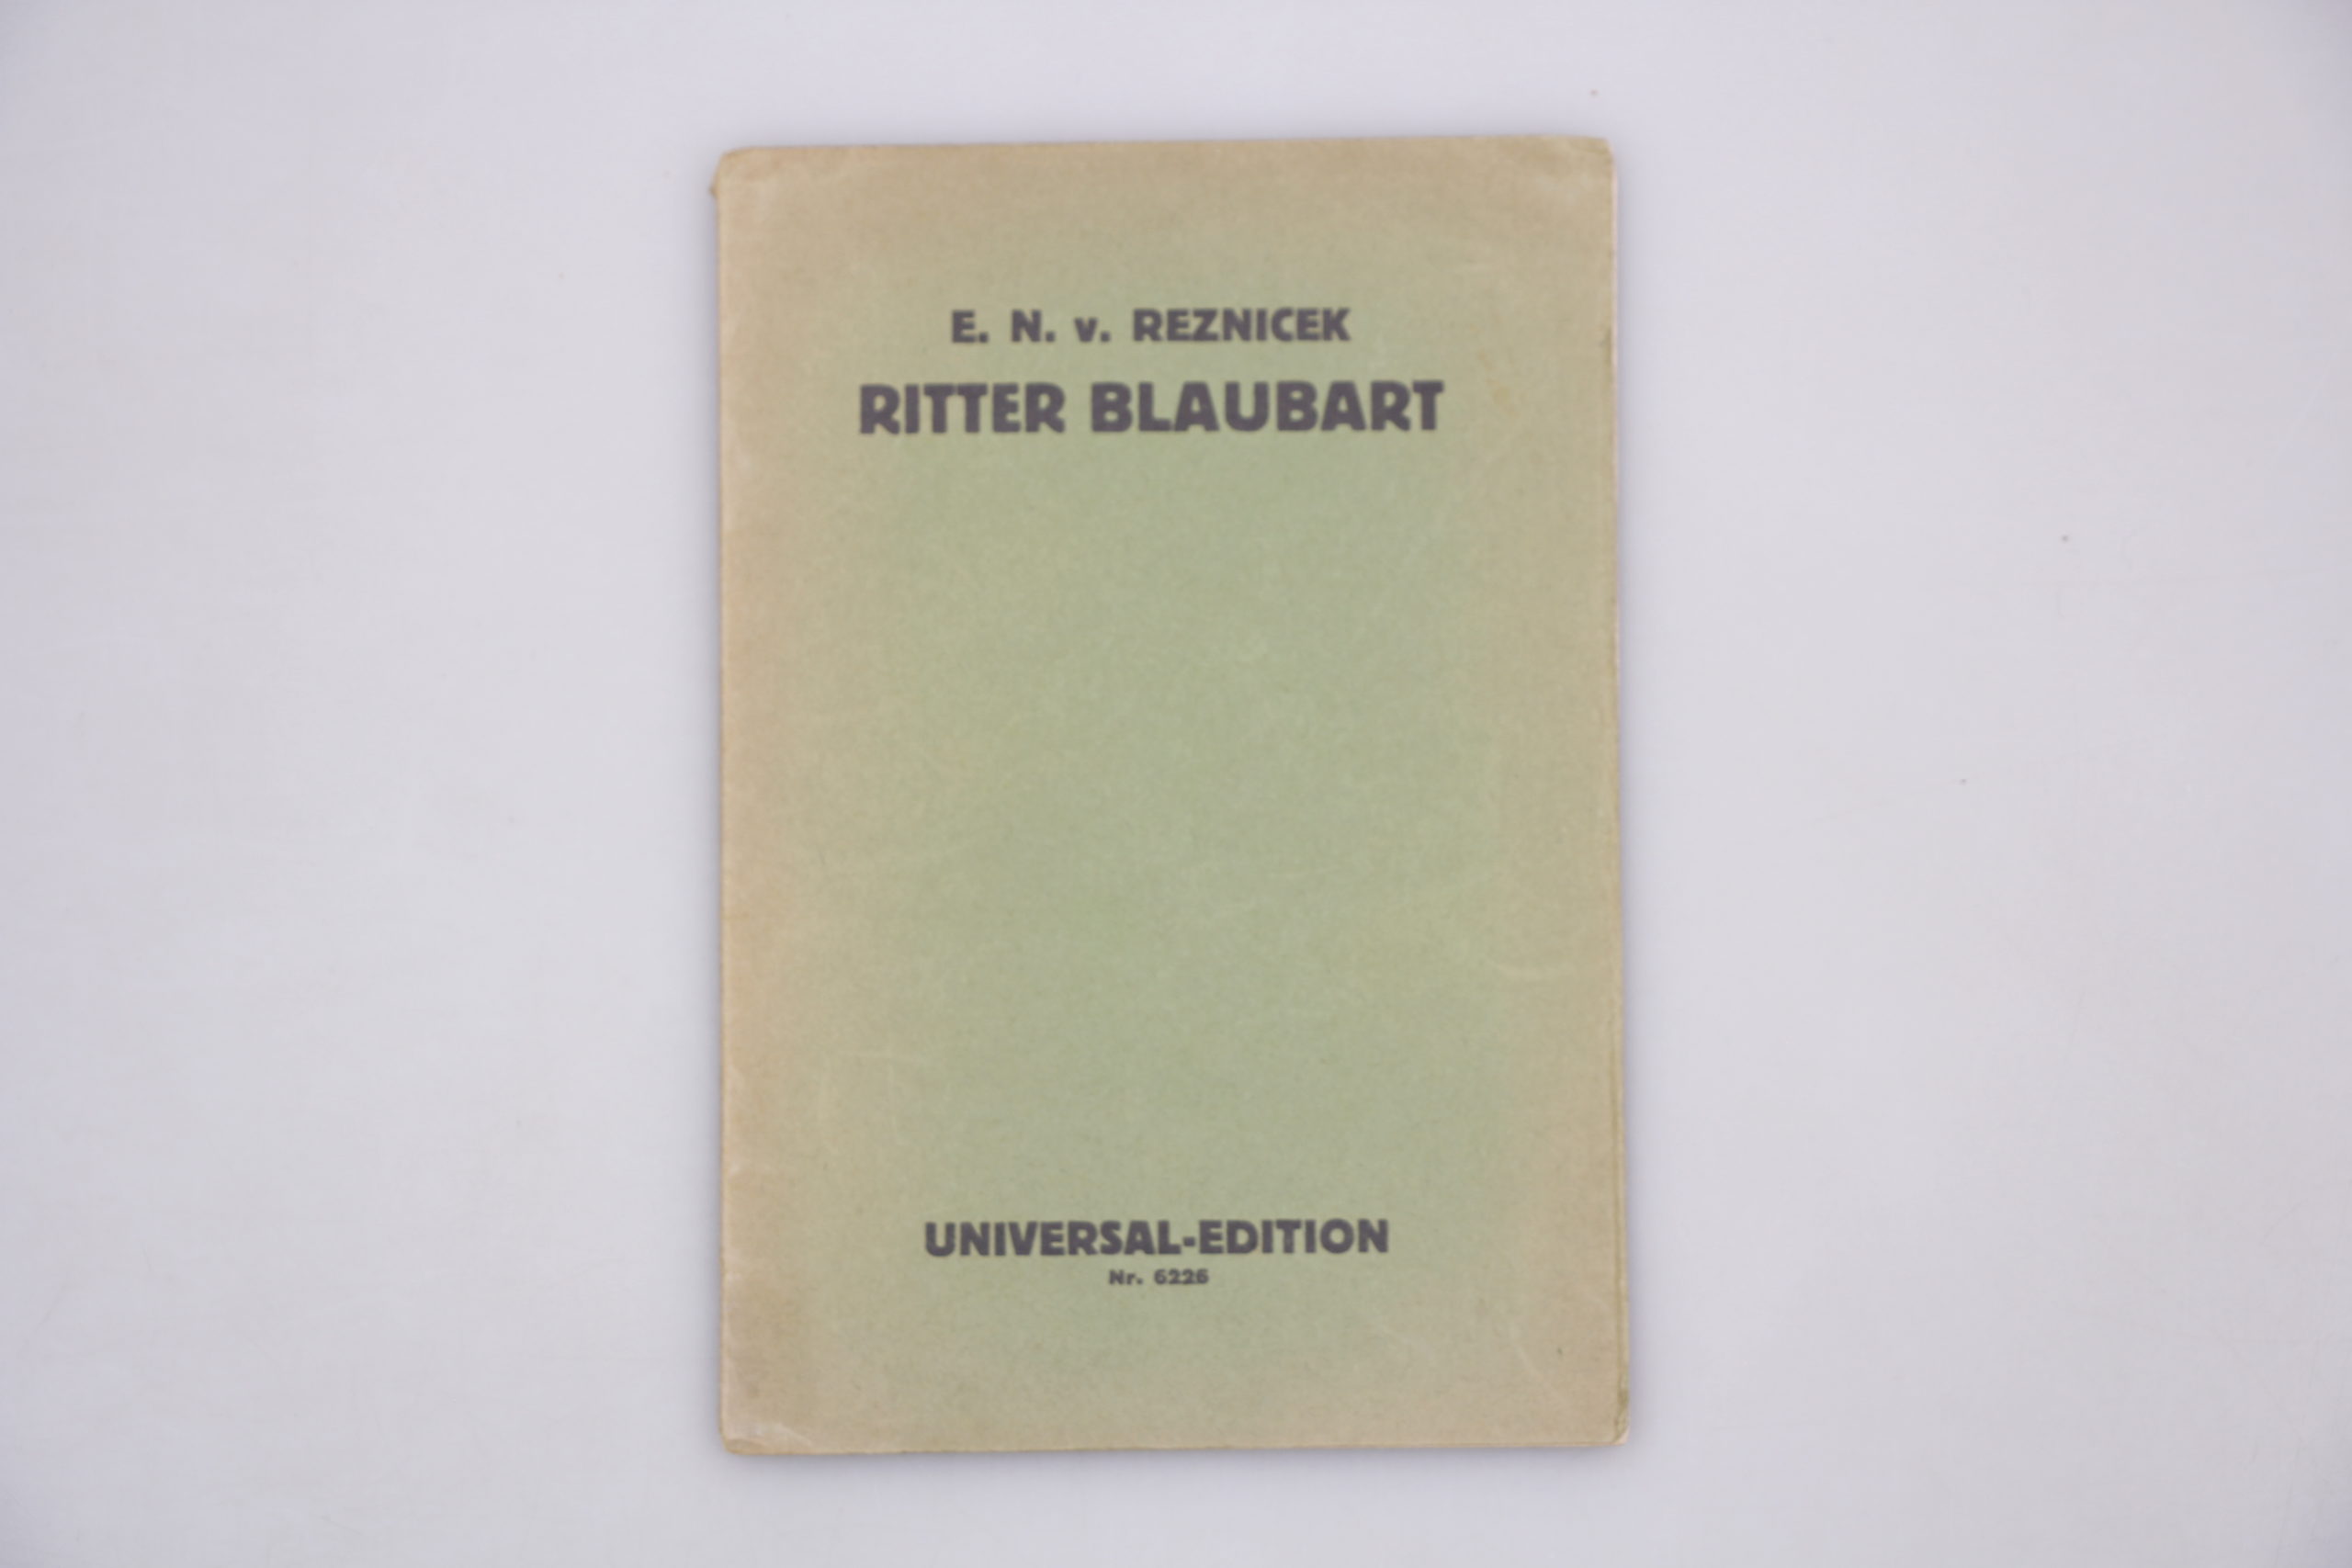 E. N. v. REZNICEK
RITTER BLAUBART
UNIVERSAL-EDITION
Nr. 6226